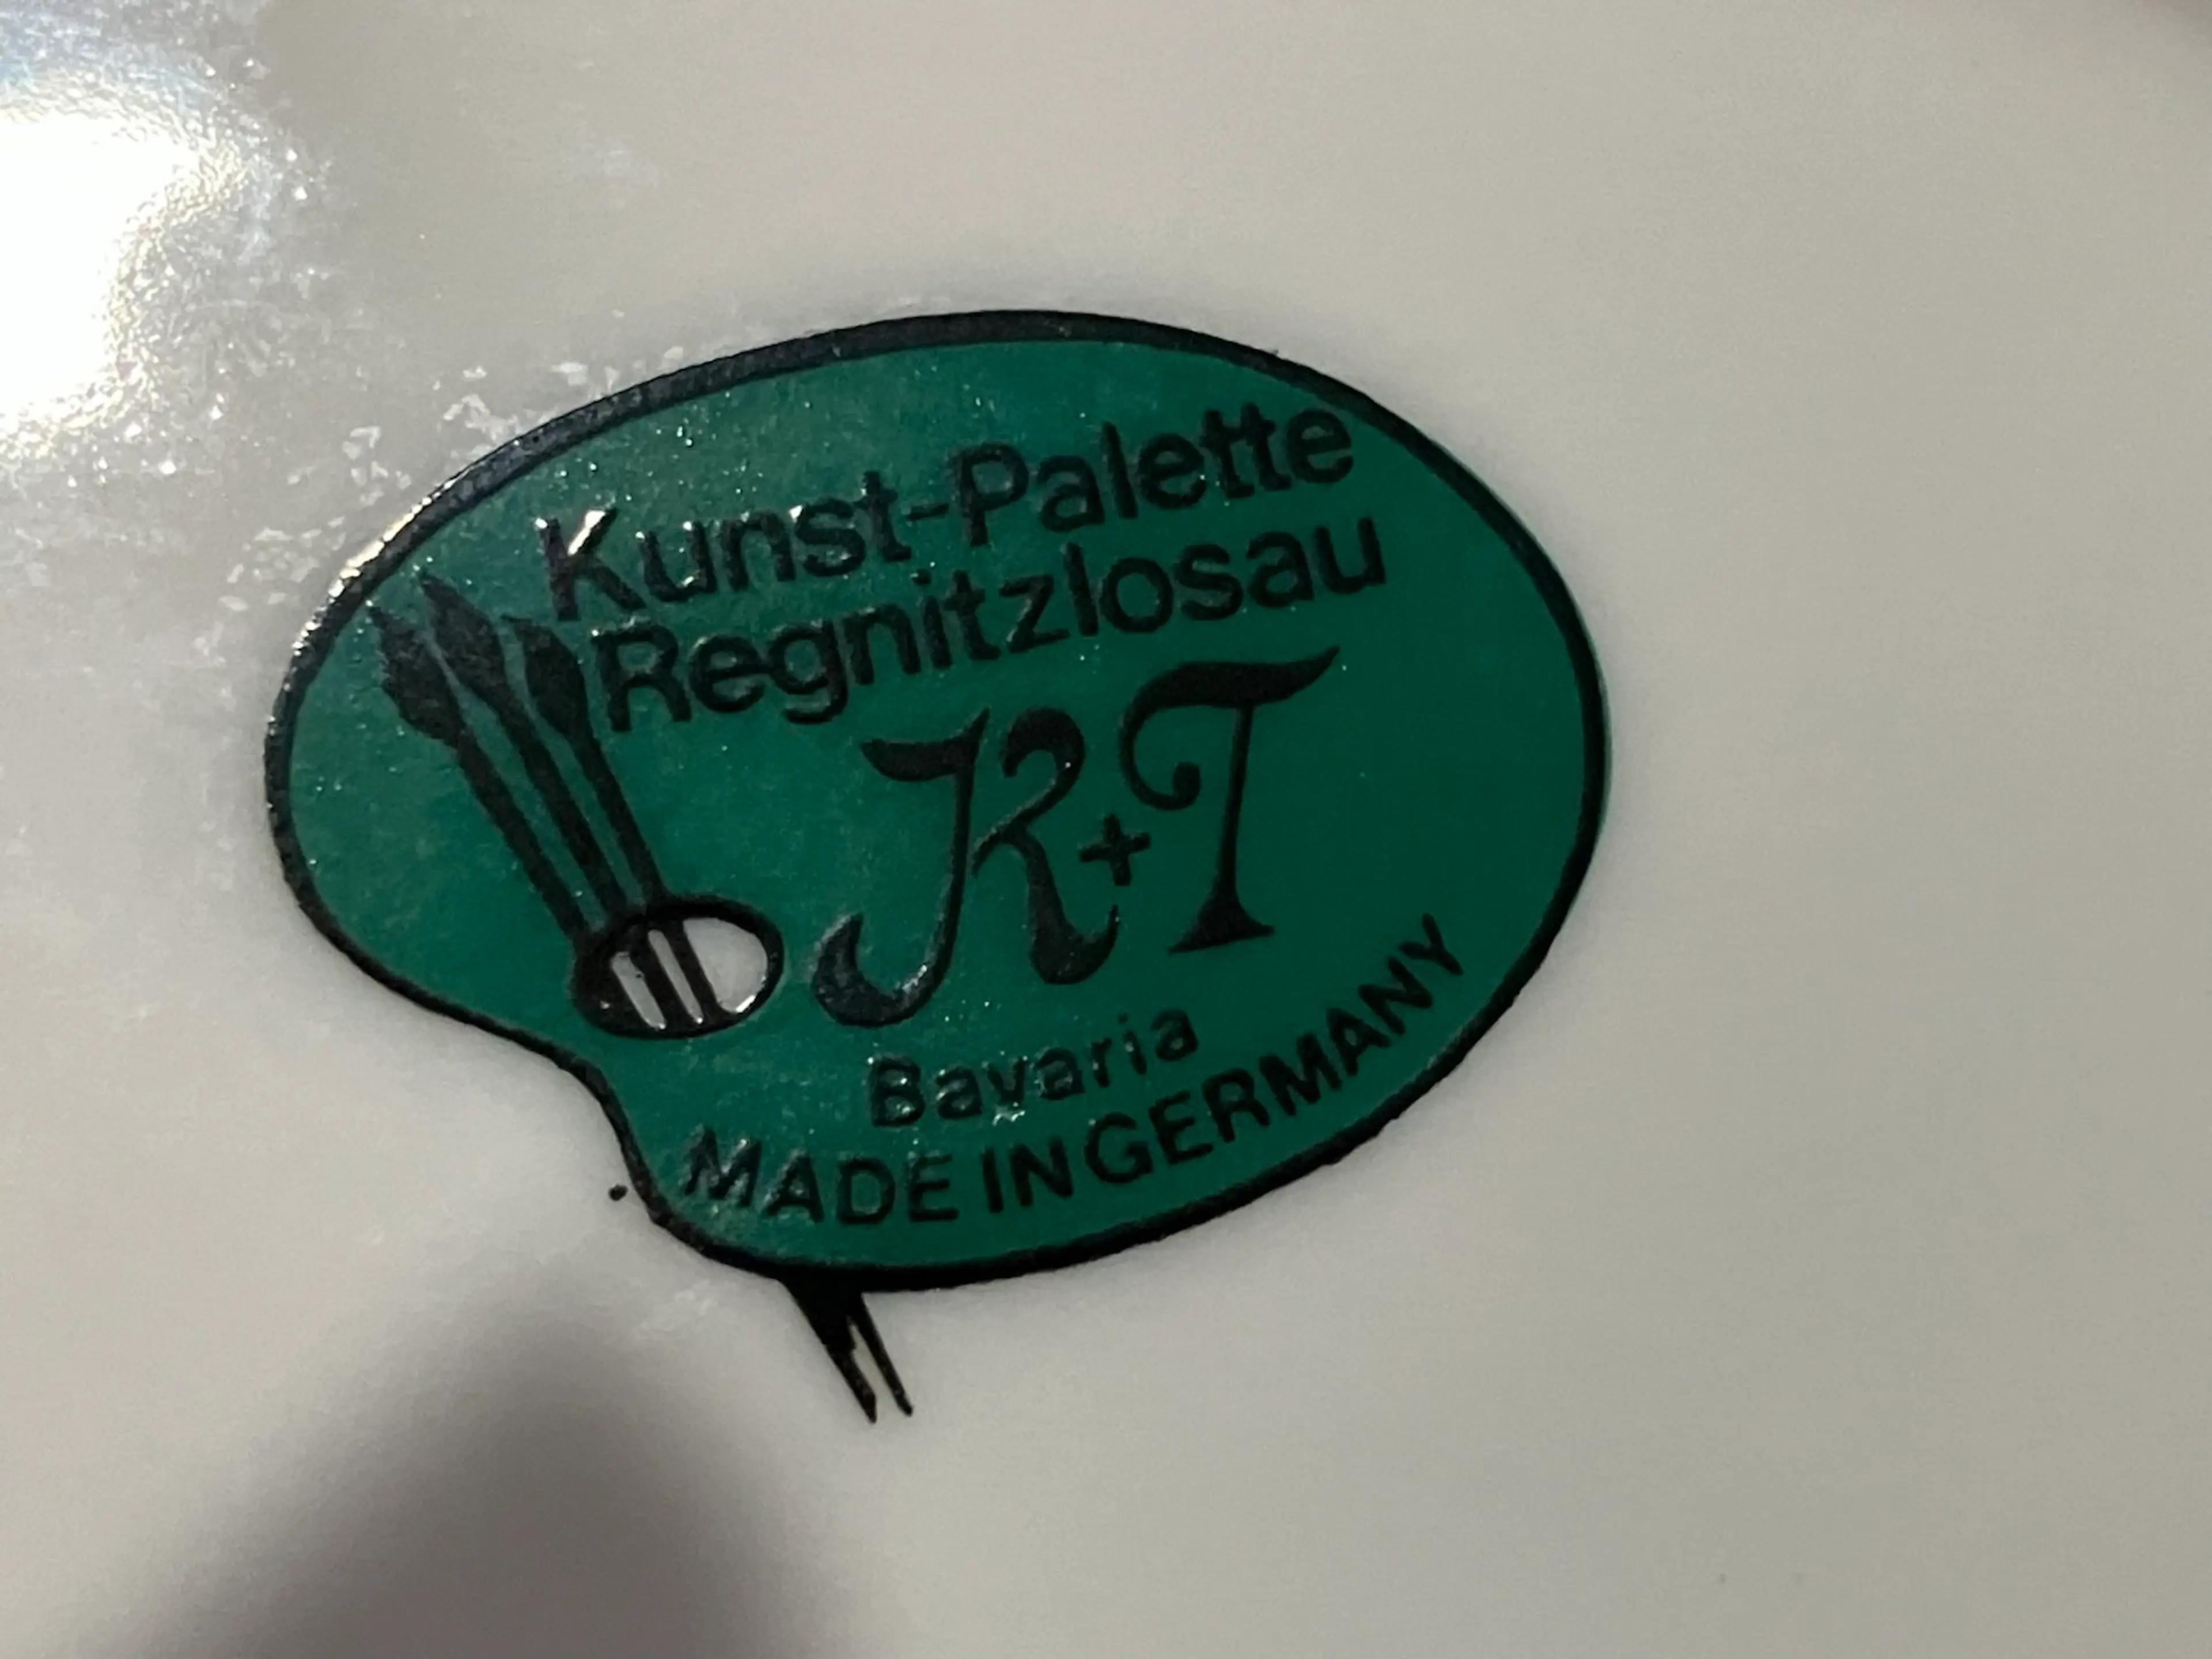 Kunst-Palette
Regnitzlosau
K+T
Bavaria
MADE IN GERMANY